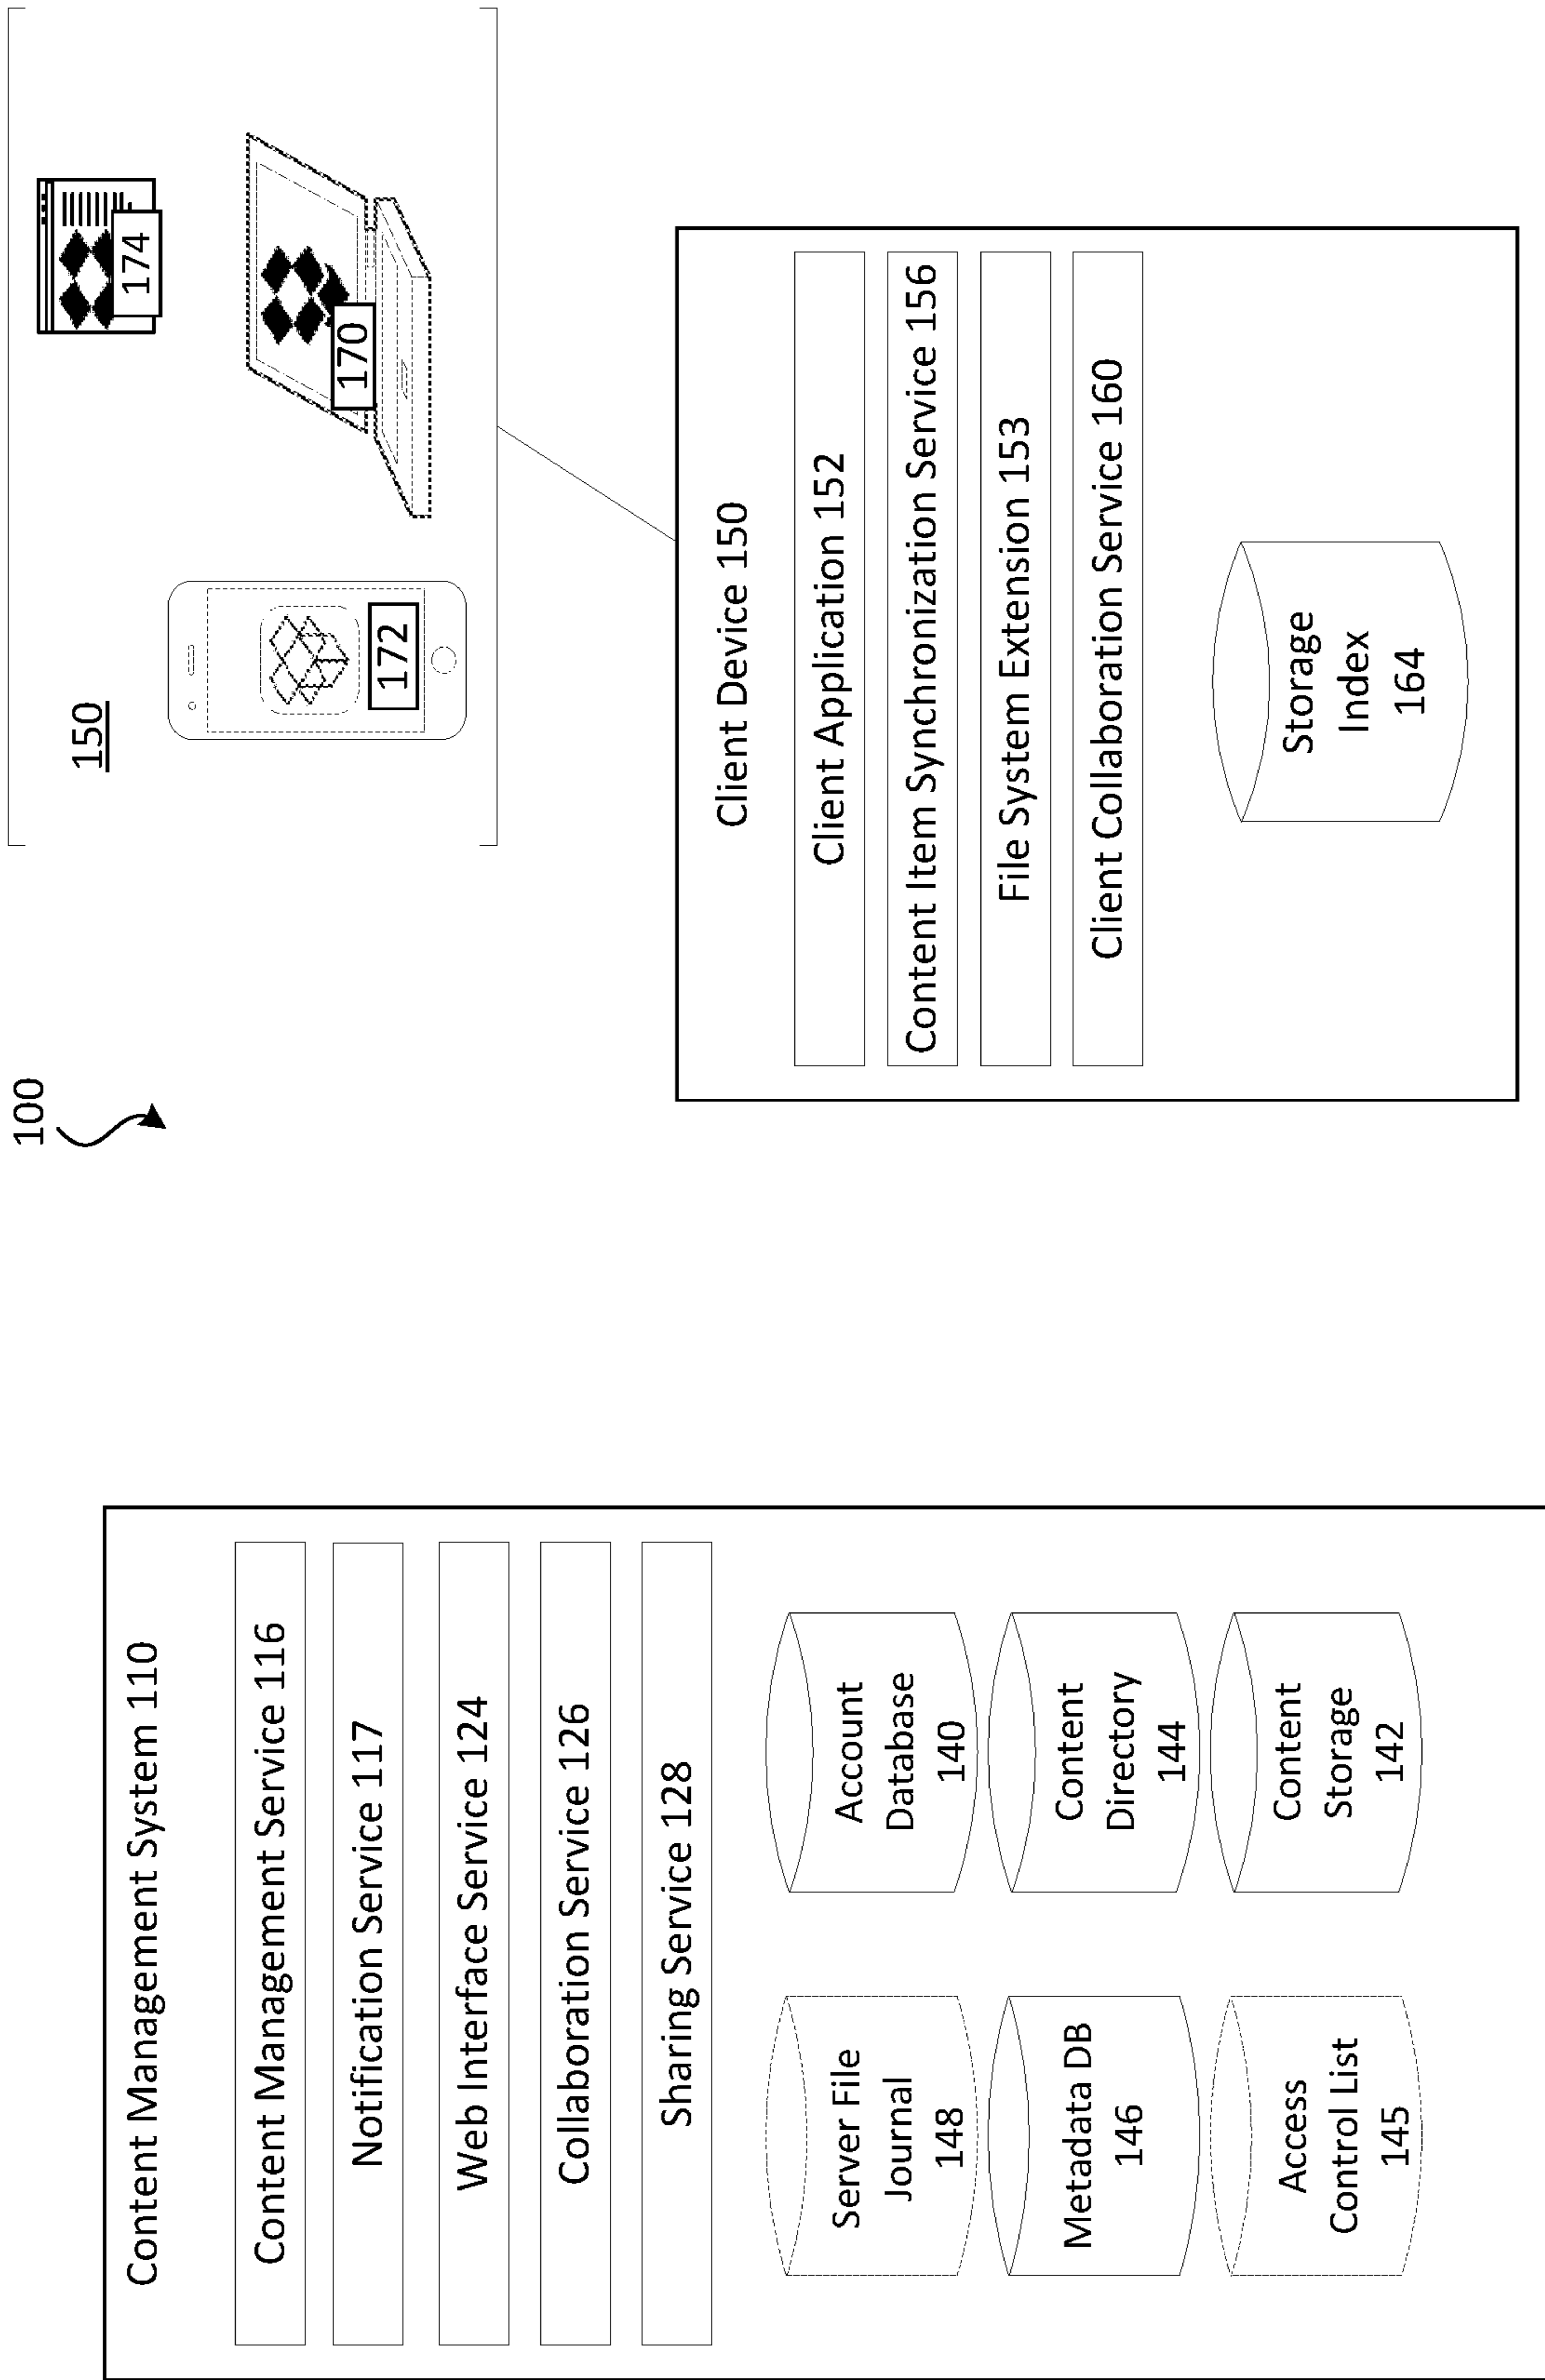 100
Content Management System 110
Content Management Service 116
Notification Service 117
Web Interface Service 124
Collaboration Service 126
Sharing Service 128
Server File
Journal
148
Account
Database
140
Metadata DB
146
Content
Directory
144
Access
Control List
145
Content
Storage
142
150
172
170
174
Client Device 150
Client Application 152
Content Item Synchronization Service 156
File System Extension 153
Client Collaboration Service 160
Storage
Index
164